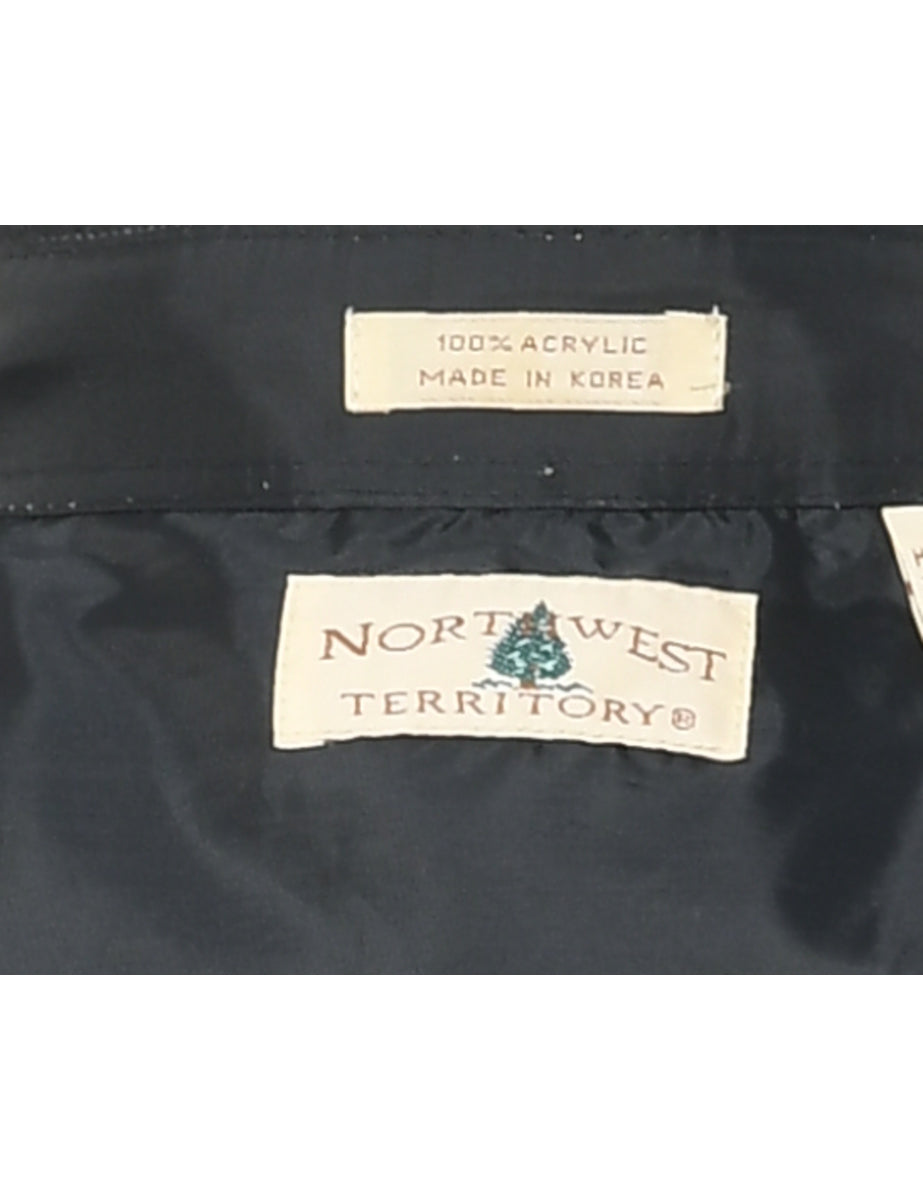 100% ACRYLIC
MADE IN KOREA
NORTHWEST
TERRITORY®